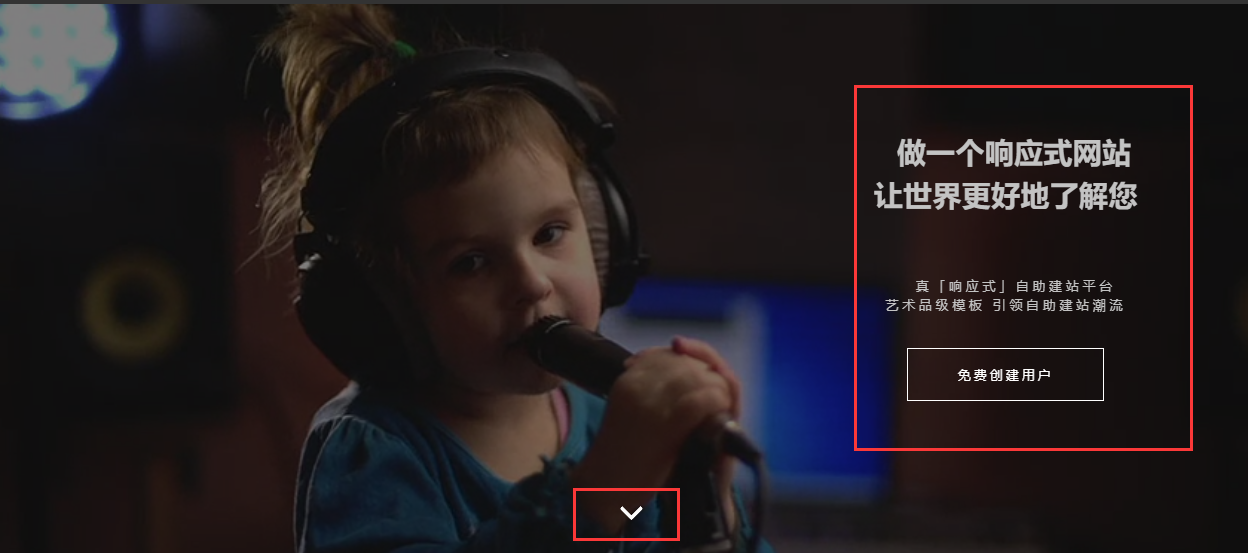 做一个响应式网站
让世界更好地了解您
真「响应式」自助建站平台
艺术品级模板 引领自助建站潮流
免费创建用户